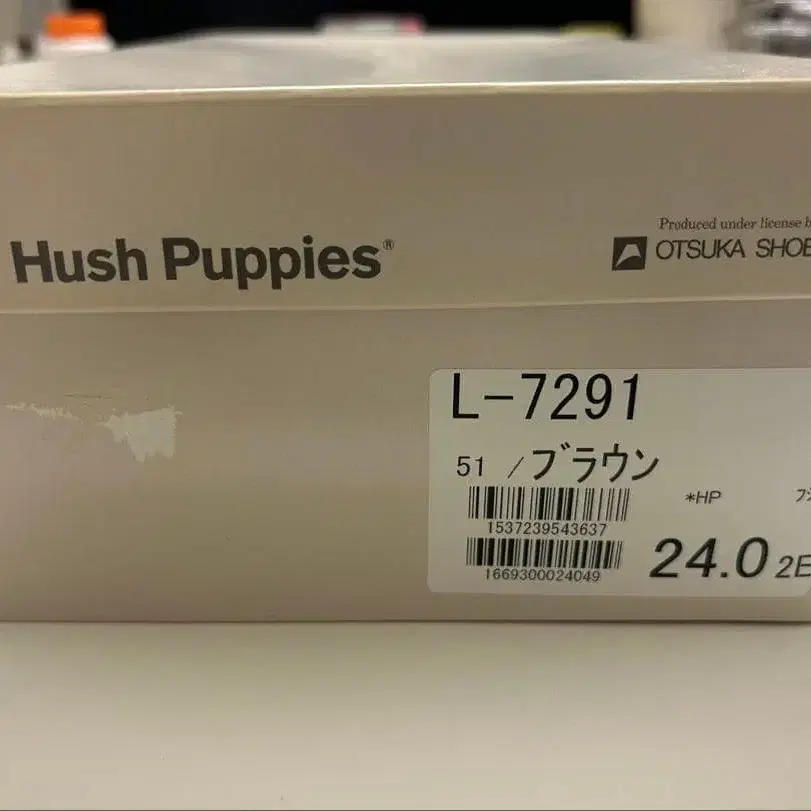 Hush Puppies®
Produced under license b
OTSUKA SHOE
L-7291
51 /ブラウン
*HP
1537239543637
1669300024049
24.0 2E